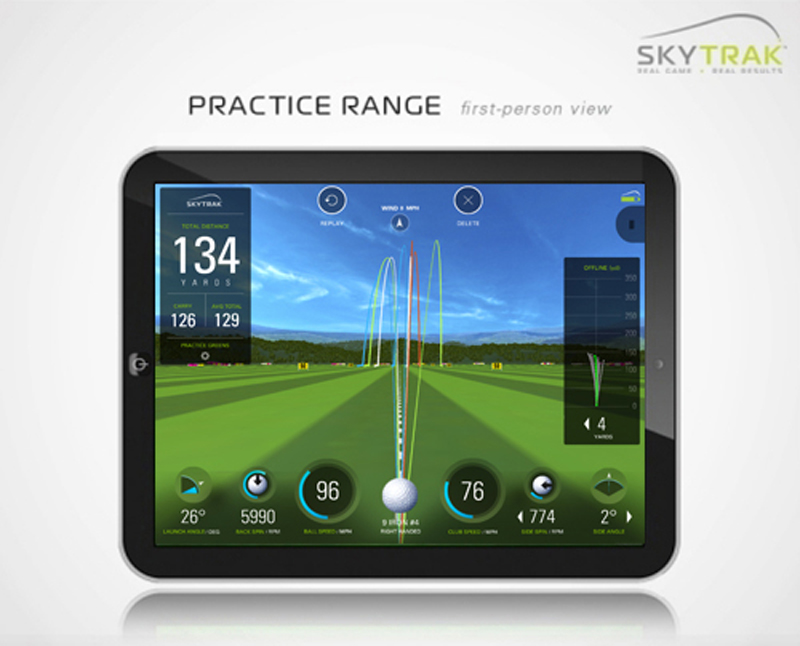 SKYTRAK
REAL GAME • REAL RESULTS
PRACTICE RANGE first-person view
SKYTRAK
TOTAL DISTANCE
134
YARDS
CARRY
126
AVG TOTAL
129
PRACTICE GREENS
REPLAY
DELETE
OFFLINE (yd)
350
300
250
200
150
100
50
0
4
YARDS
26°
LAUNCH ANGLE / DEG
5990
BACK SPIN / RPM
96
BALL SPEED / MPH
9 IRON #4
RIGHT HANDED
76
CLUB SPEED / MPH
774
SIDE SPIN / RPM
2°
SIDE ANGLE